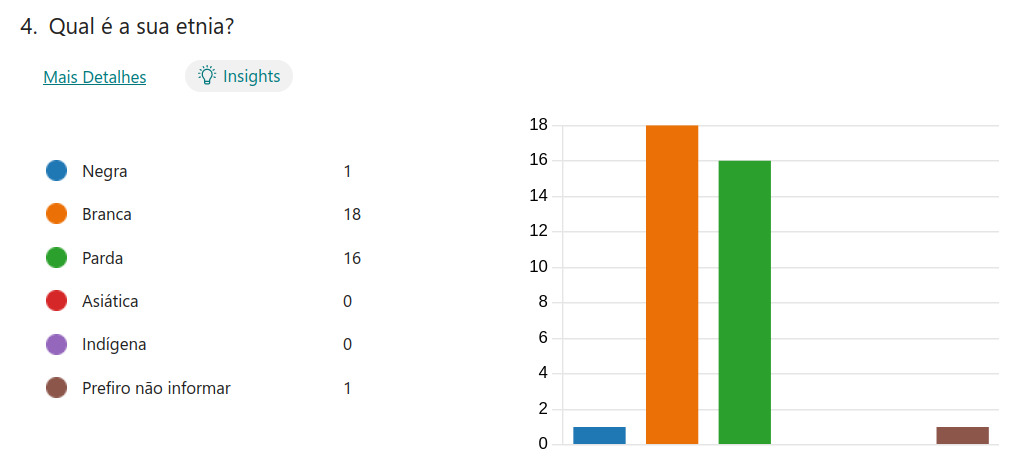 4. Qual é a sua etnia?
Mais Detalhes
Insights
Negra 1
Branca 18
Parda 16
Asiática 0
Indígena 0
Prefiro não informar 1
18
16
14
12
10
8
6
4
2
0